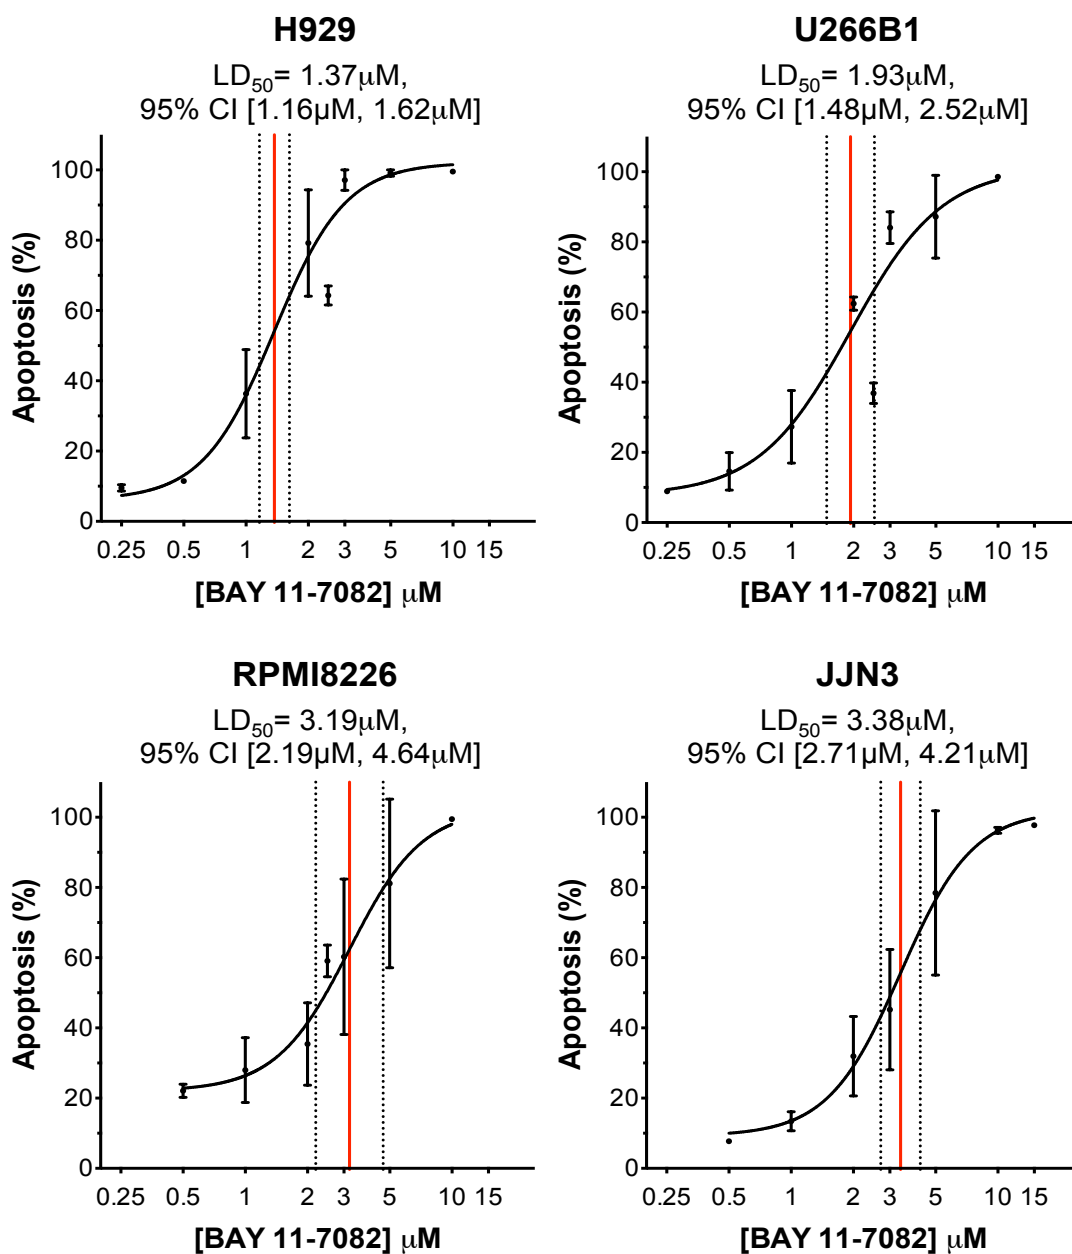 H929
LD50= 1.37μM,
95% CI [1.16μM, 1.62μM]
100
80
60
40
20
0
Apoptosis (%)
0.25 0.5 1 2 3 5 10 15
[BAY 11-7082] μM
U266B1
LD50= 1.93μM,
95% CI [1.48μM, 2.52μM]
100
80
60
40
20
0
Apoptosis (%)
0.25 0.5 1 2 3 5 10 15
[BAY 11-7082] μM
RPMI8226
LD50= 3.19μM,
95% CI [2.19μM, 4.64μM]
100
80
60
40
20
0
Apoptosis (%)
0.25 0.5 1 2 3 5 10 15
[BAY 11-7082] μM
JJN3
LD50= 3.38μM,
95% CI [2.71μM, 4.21μM]
100
80
60
40
20
0
Apoptosis (%)
0.25 0.5 1 2 3 5 10 15
[BAY 11-7082] μM